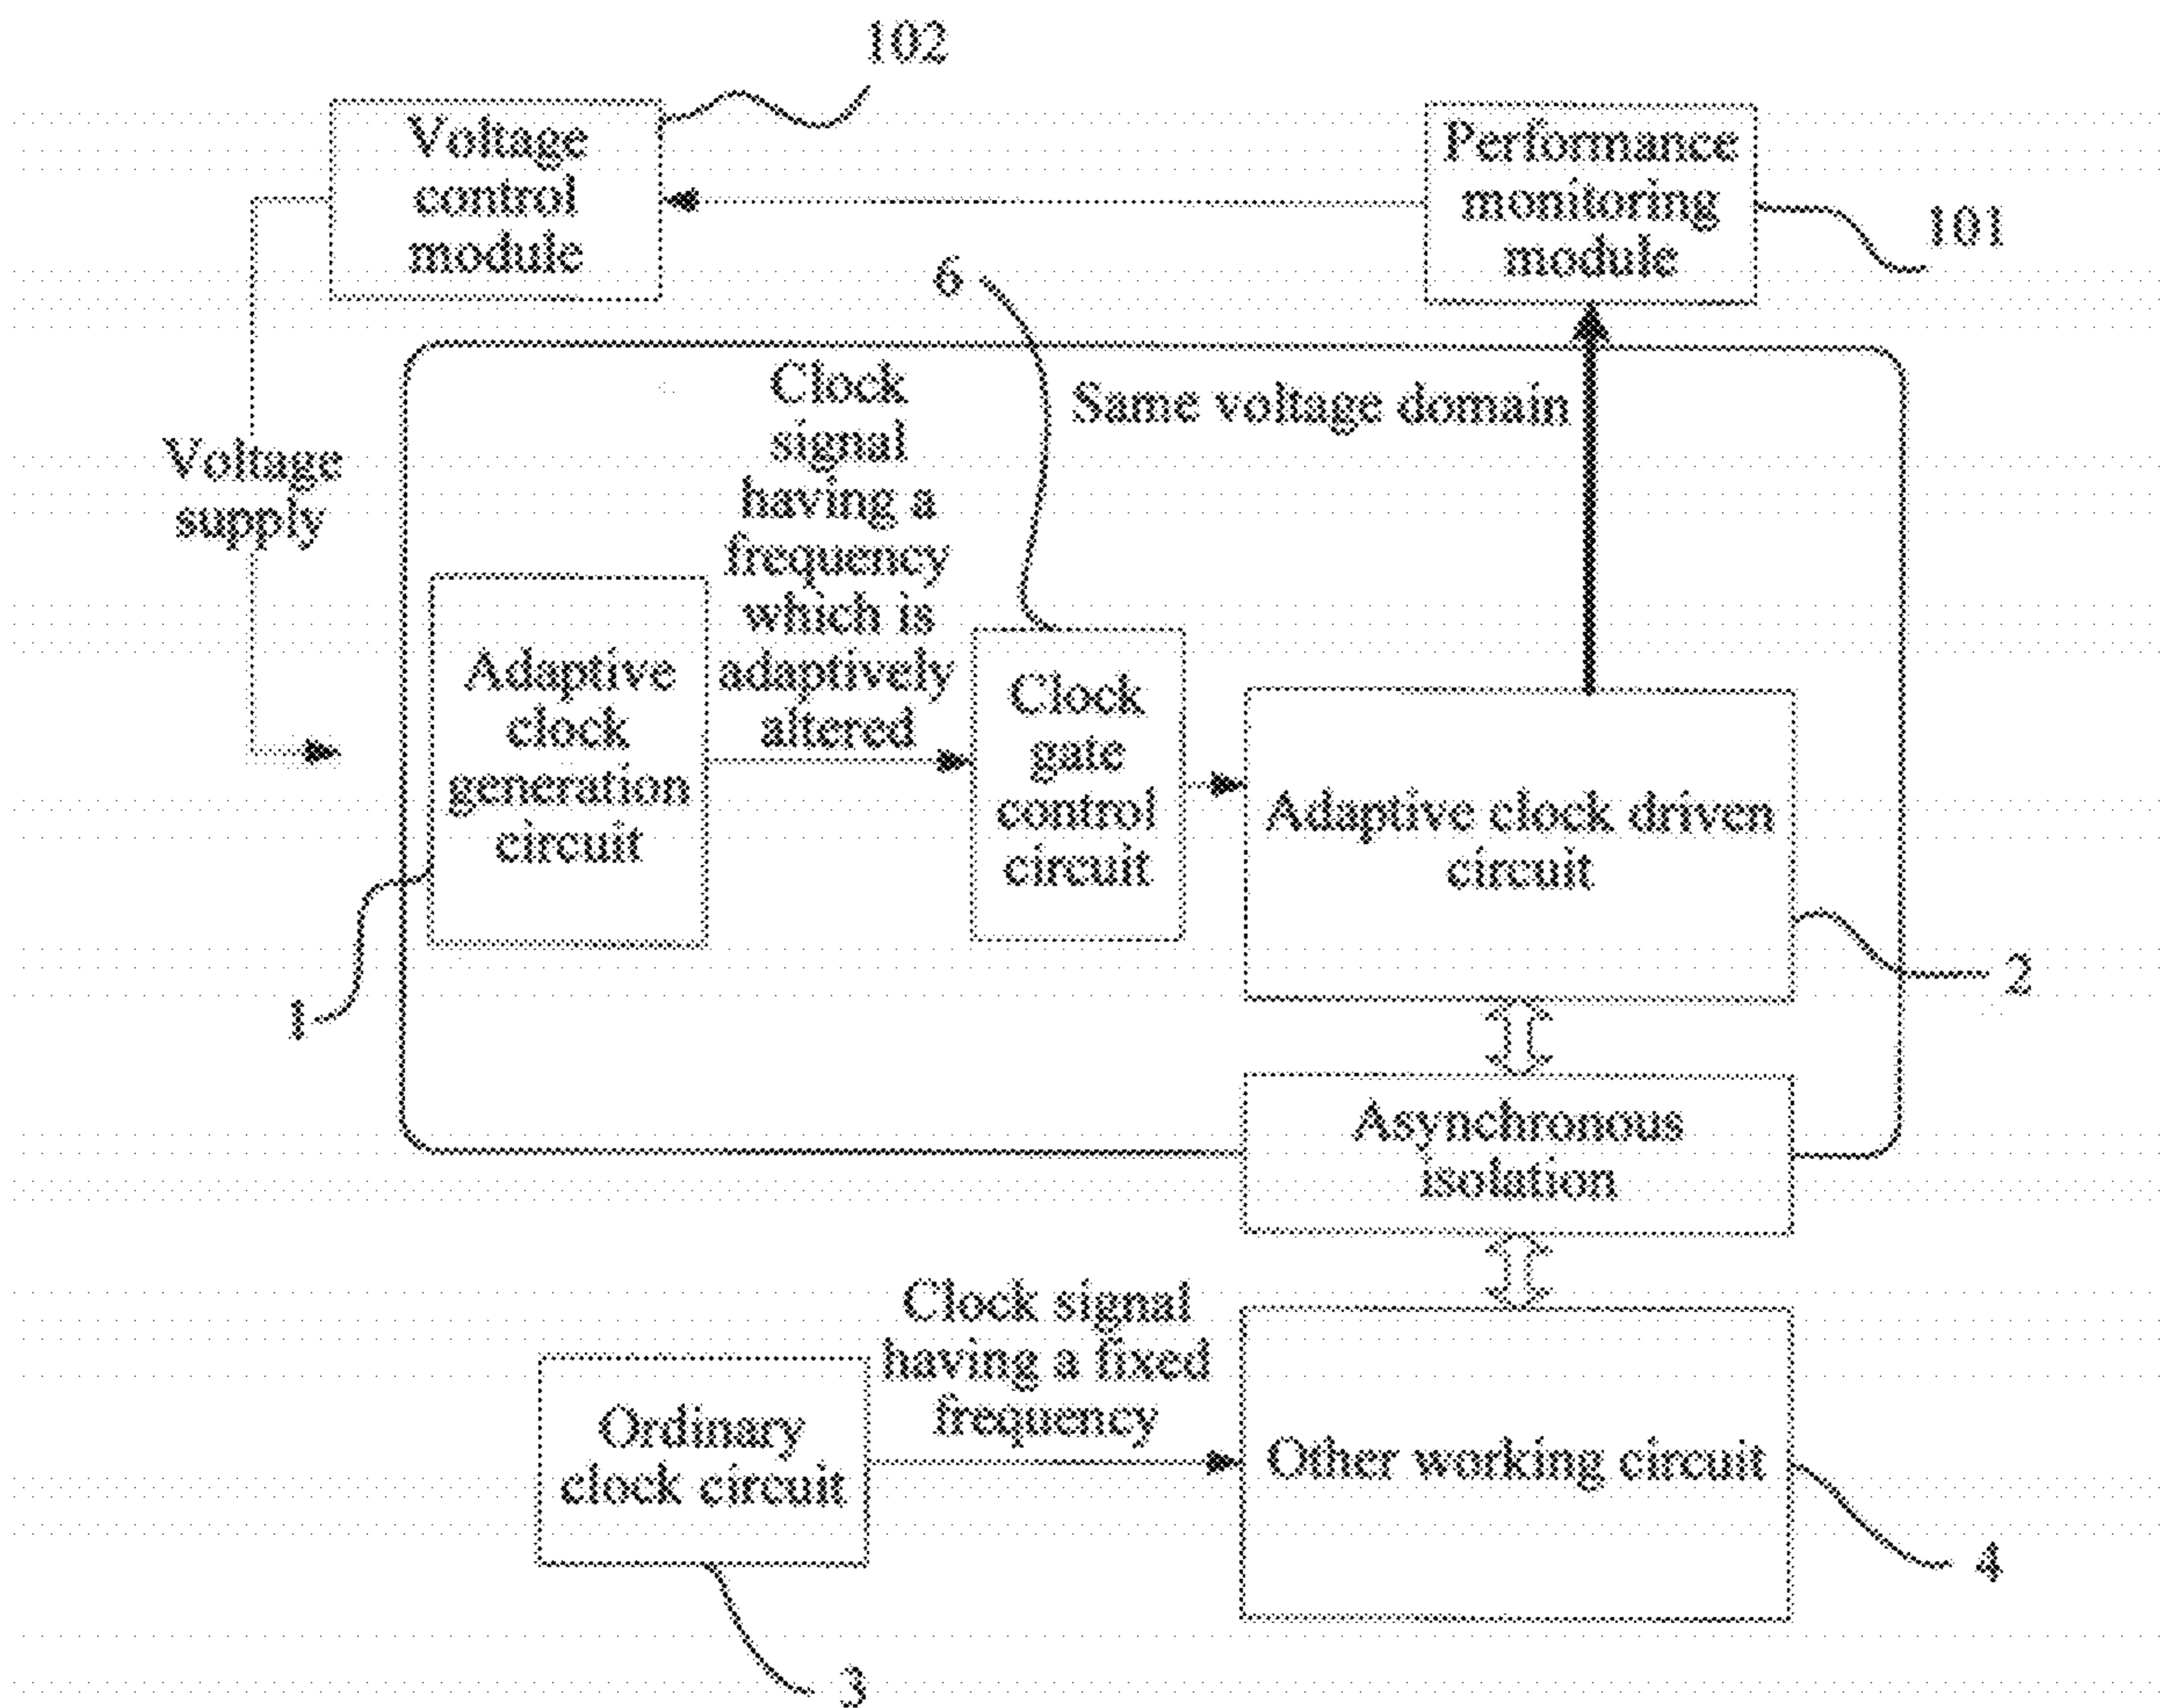 102
Voltage
control
module
Performance
monitoring
module
101
6
Same voltage domain
Voltage
supply
Clock
signal
having a
frequency
which is
adaptively
altered
Adaptive
clock
generation
circuit
Clock
gate
control
circuit
Adaptive clock driven
circuit
1
2
Asynchronous
isolation
Clock signal
having a fixed
frequency
Ordinary
clock circuit
Other working circuit
4
3